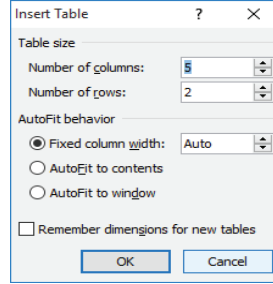 Insert Table ?
Table size
Number of columns: 5
Number of rows: 2
AutoFit behavior
Fixed column width: Auto
AutoFit to contents
AutoFit to window
Remember dimensions for new tables
OK Cancel